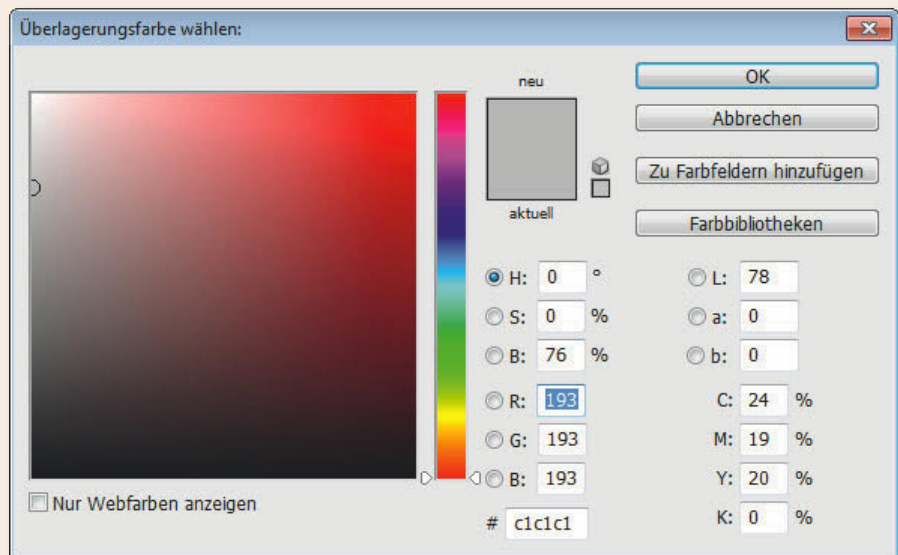 Überlagerungsfarbe wählen:
neu
aktuell
OK
Abbrechen
Zu Farbfeldern hinzufügen
Farbbibliotheken
H: 0 °
S: 0 %
B: 76 %
R: 193
G: 193
B: 193
# c1c1c1
L: 78
a: 0
b: 0
C: 24 %
M: 19 %
Y: 20 %
K: 0 %
Nur Webfarben anzeigen